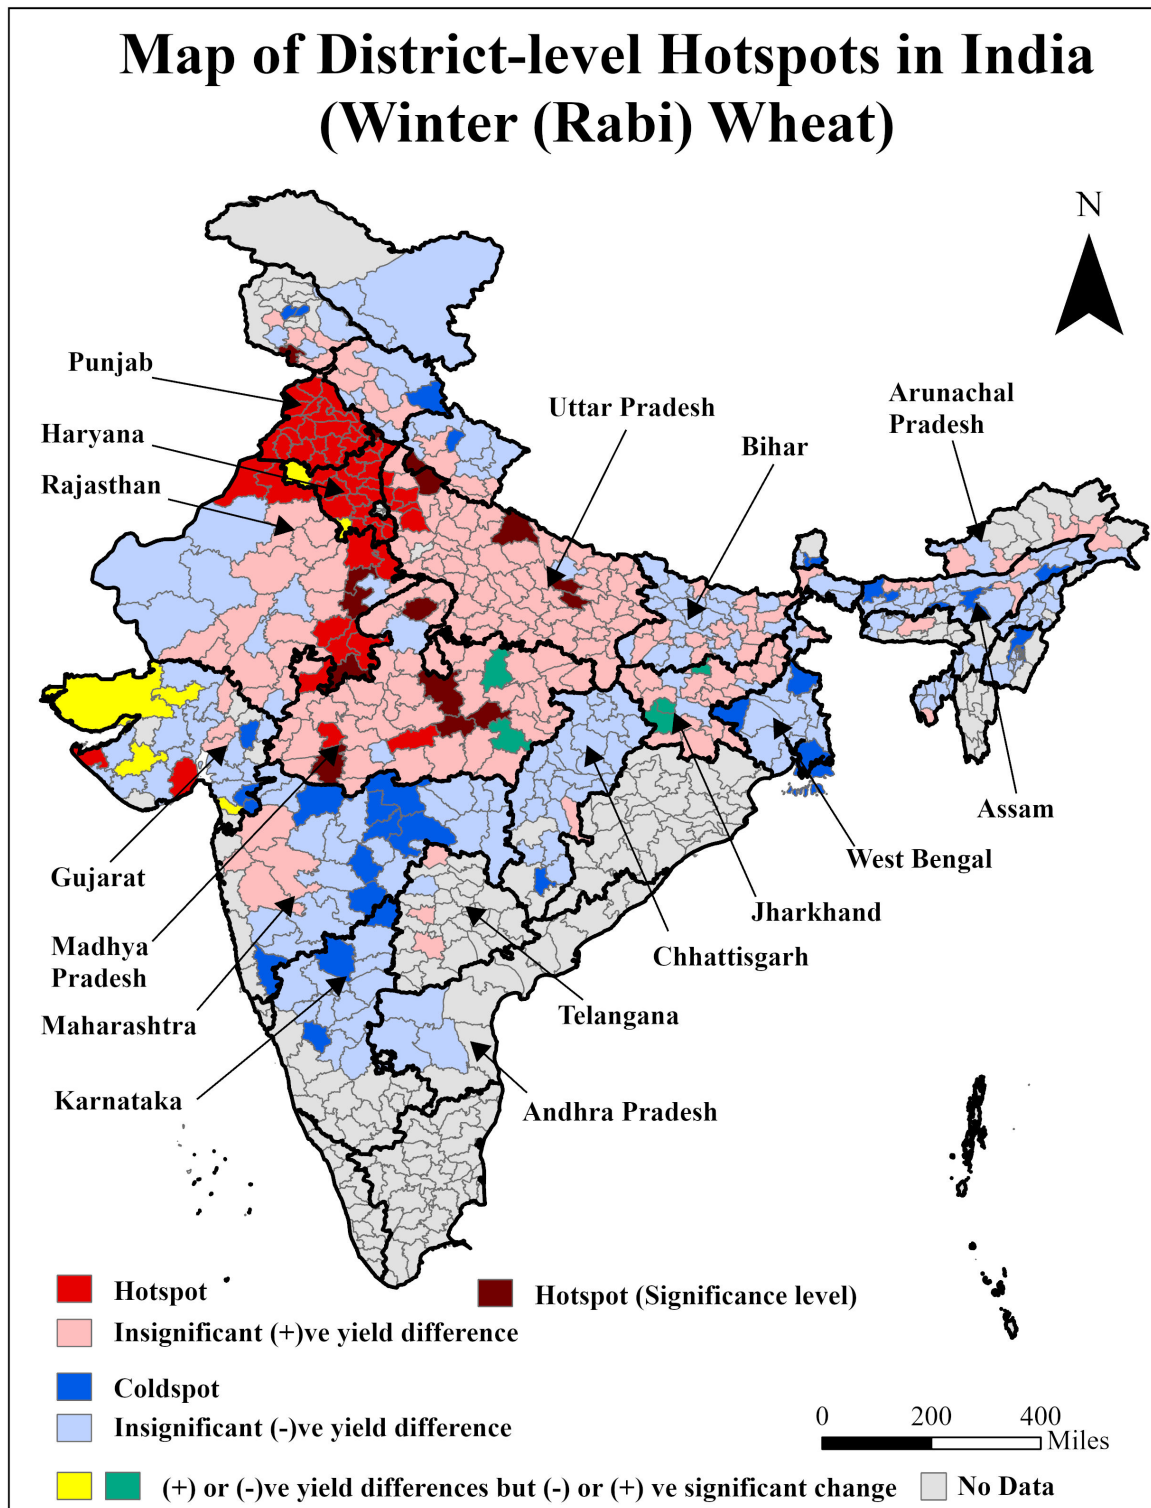 Map of District-level Hotspots in India
(Winter (Rabi) Wheat)
N
Punjab
Haryana
Rajasthan
Uttar Pradesh
Bihar
Arunachal
Pradesh
Gujarat
Madhya
Pradesh
Maharashtra
Karnataka
Assam
West Bengal
Jharkhand
Chhattisgarh
Telangana
Andhra Pradesh
Hotspot
Hotspot (Significance level)
Insignificant (+)ve yield difference
Coldspot
Insignificant (-)ve yield difference
0 200 400
Miles
(+) or (-)ve yield differences but (-) or (+) ve significant change
No Data